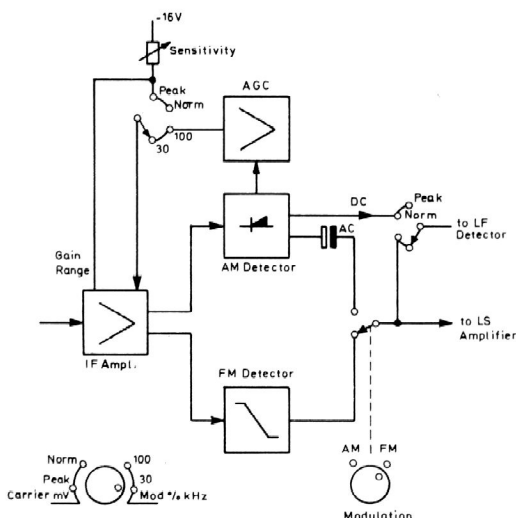 -16V
Sensitivity
Peak
Norm
AGC
100
30
DC
Peak
Norm
to LF
Detector
AC
Gain
Range
AM Detector
to LS
Amplifier
IF Ampl.
FM Detector
Norm
100
AM
FM
Peak
30
Carrier mV
Mod % kHz
Modulation